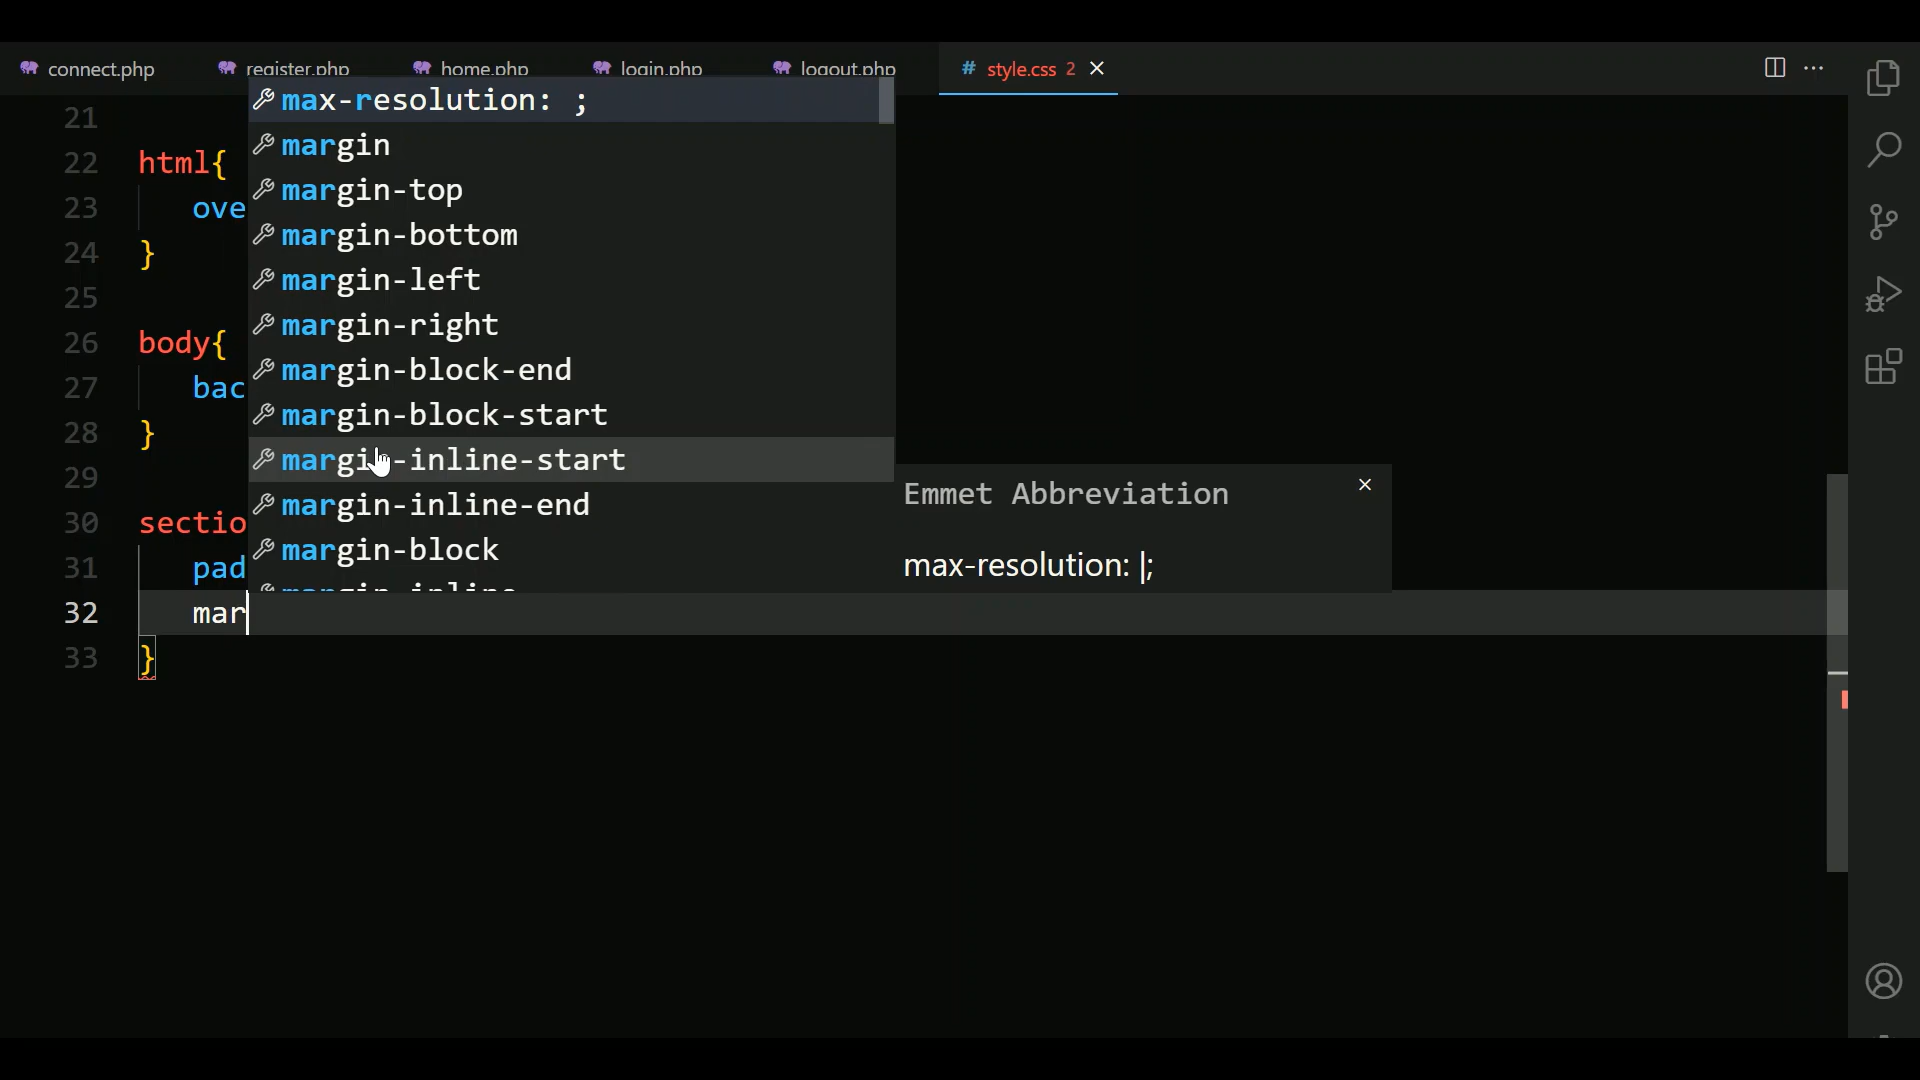 connect.php register.php home.php login.php logout.php # style.css 2
max-resolution: ;
21
margin
22 html{
margin-top
23 ove
margin-bottom
24 }
margin-left
25
margin-right
26 body{
margin-block-end
27 bac
margin-block-start
28 }
margin-inline-start
29
Emmet Abbreviation
margin-inline-end
30 sectio
margin-block
31 pad
max-resolution: |;
margin-inline
32 mar
33 }